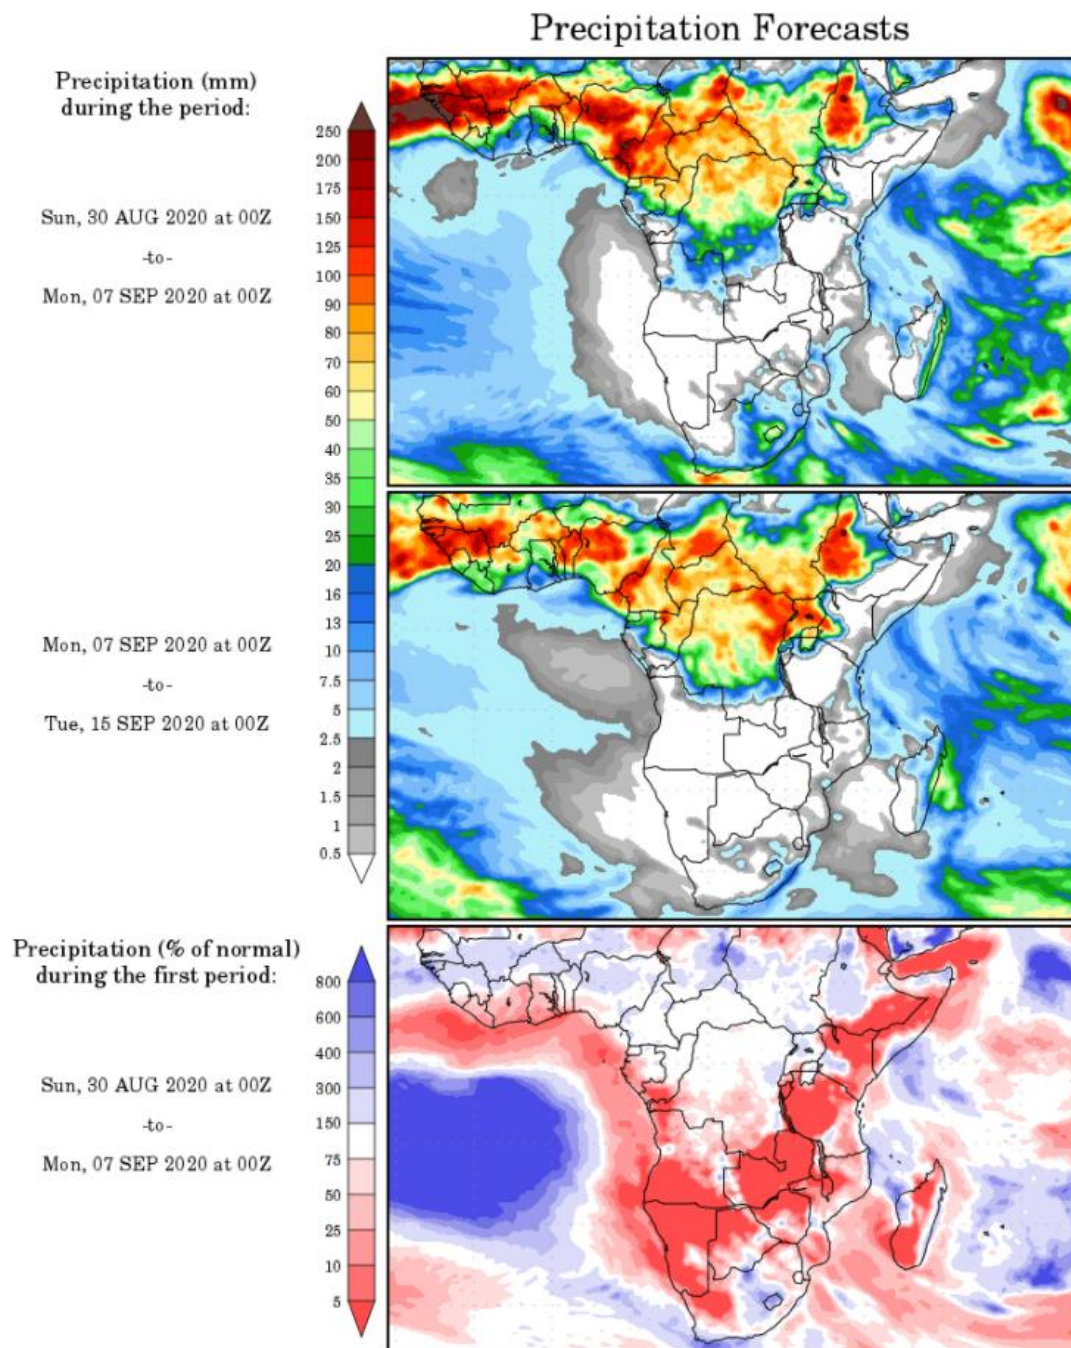 Precipitation Forecasts
Precipitation (mm)
during the period:
250
200
175
150
125
100
90
80
70
60
50
40
35
30
25
20
16
13
10
7.5
5
2.5
2
1.5
1
0.5
Sun, 30 AUG 2020 at 00Z
-to-
Mon, 07 SEP 2020 at 00Z
Mon, 07 SEP 2020 at 00Z
-to-
Tue, 15 SEP 2020 at 00Z
Precipitation (% of normal)
during the first period:
800
600
400
300
150
75
50
25
10
5
Sun, 30 AUG 2020 at 00Z
-to-
Mon, 07 SEP 2020 at 00Z